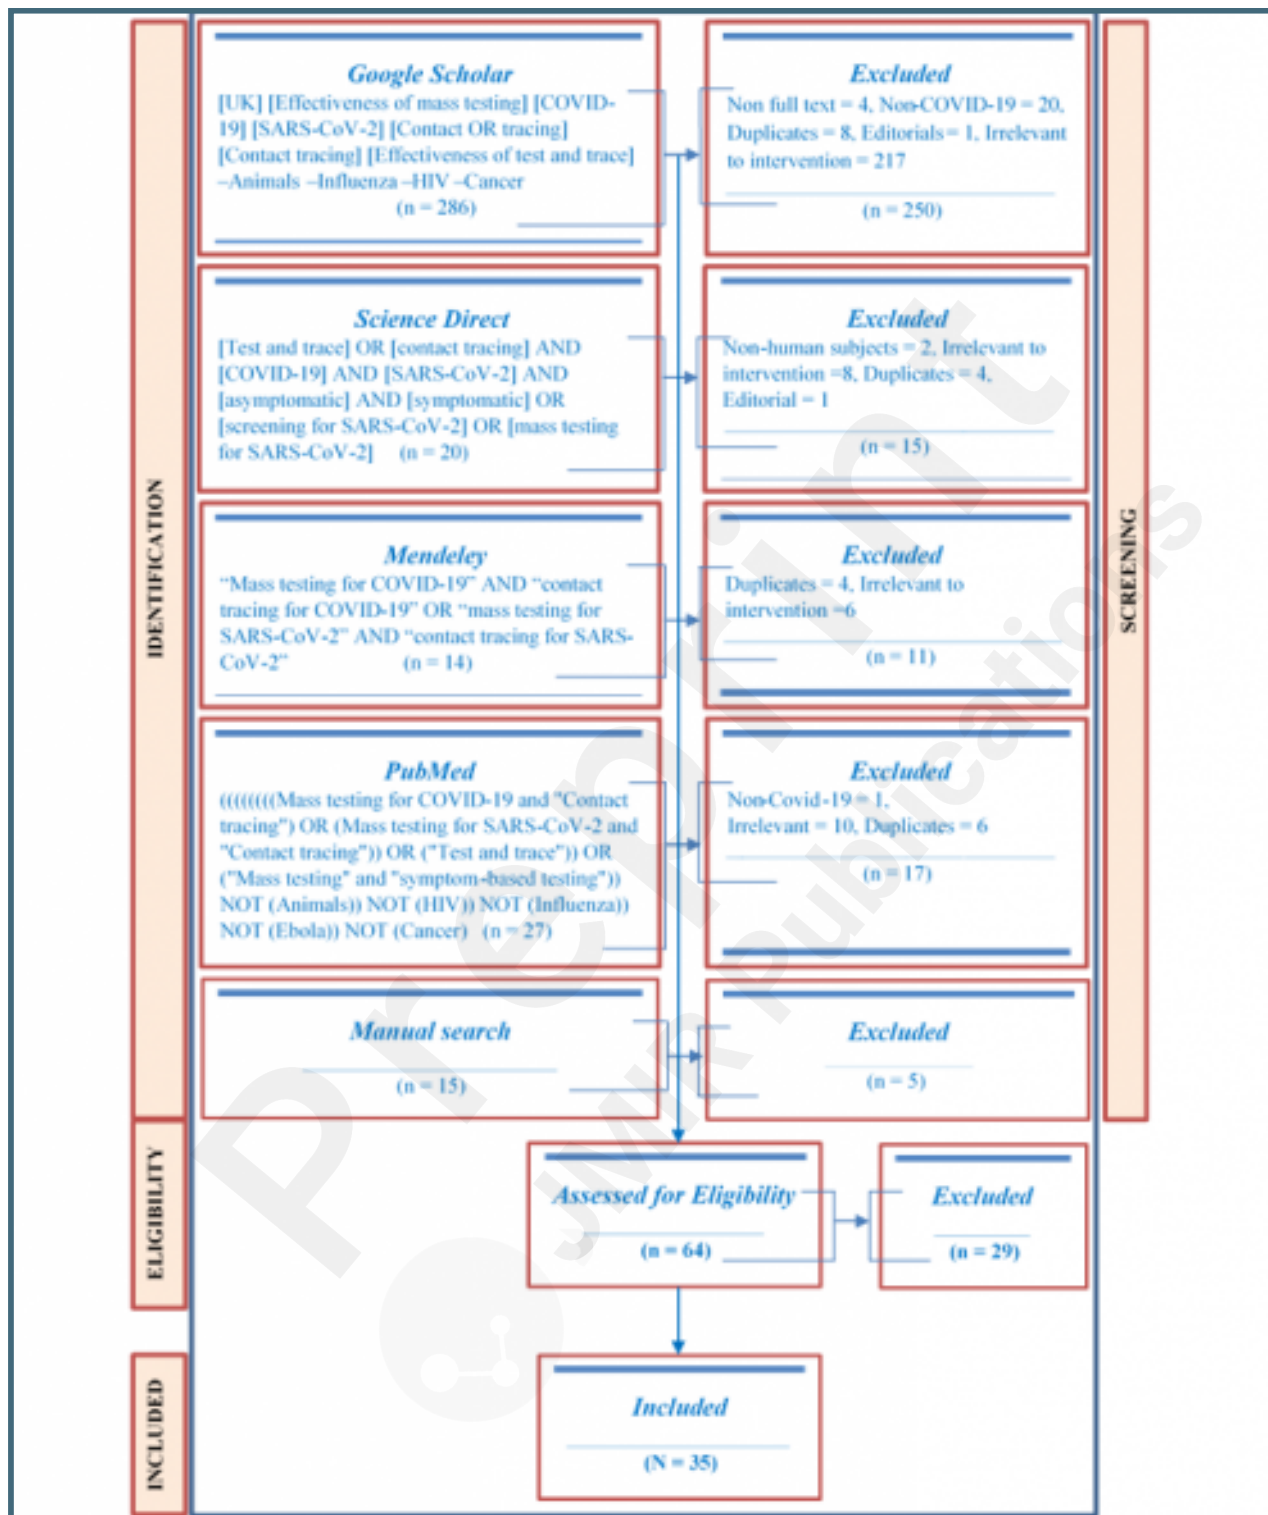 IDENTIFICATION
Google Scholar
[UK] [Effectiveness of mass testing] [COVID-
19] [SARS-CoV-2] [Contact OR tracing]
[Contact tracing] [Effectiveness of test and trace]
–Animals –Influenza –HIV –Cancer
(n = 286)
Excluded
Non full text = 4, Non-COVID-19 = 20,
Duplicates = 8, Editorials = 1, Irrelevant
to intervention = 217
(n = 250)
Science Direct
[Test and trace] OR [contact tracing] AND
[COVID-19] AND [SARS-CoV-2] AND
[asymptomatic] AND [symptomatic] OR
[screening for SARS-CoV-2] OR [mass testing
for SARS-CoV-2] (n = 20)
Excluded
Non-human subjects = 2, Irrelevant to
intervention =8, Duplicates = 4,
Editorial = 1
(n = 15)
Mendeley
“Mass testing for COVID-19” AND “contact
tracing for COVID-19” OR “mass testing for
SARS-CoV-2” AND “contact tracing for SARS-
CoV-2” (n = 14)
Excluded
Duplicates = 4, Irrelevant to
intervention =6
(n = 11)
PubMed
((((((((Mass testing for COVID-19 and "Contact
tracing") OR (Mass testing for SARS-CoV-2 and
"Contact tracing")) OR ("Test and trace")) OR
("Mass testing" and "symptom-based testing"))
NOT (Animals)) NOT (HIV)) NOT (Influenza))
NOT (Ebola)) NOT (Cancer) (n = 27)
Excluded
Non-Covid-19 = 1,
Irrelevant = 10, Duplicates = 6
(n = 17)
Manual search
(n = 15)
Excluded
(n = 5)
SCREENING
ELIGIBILITY
Assessed for Eligibility
(n = 64)
Excluded
(n = 29)
INCLUDED
Included
(N = 35)
Preprint
JMIR Publications